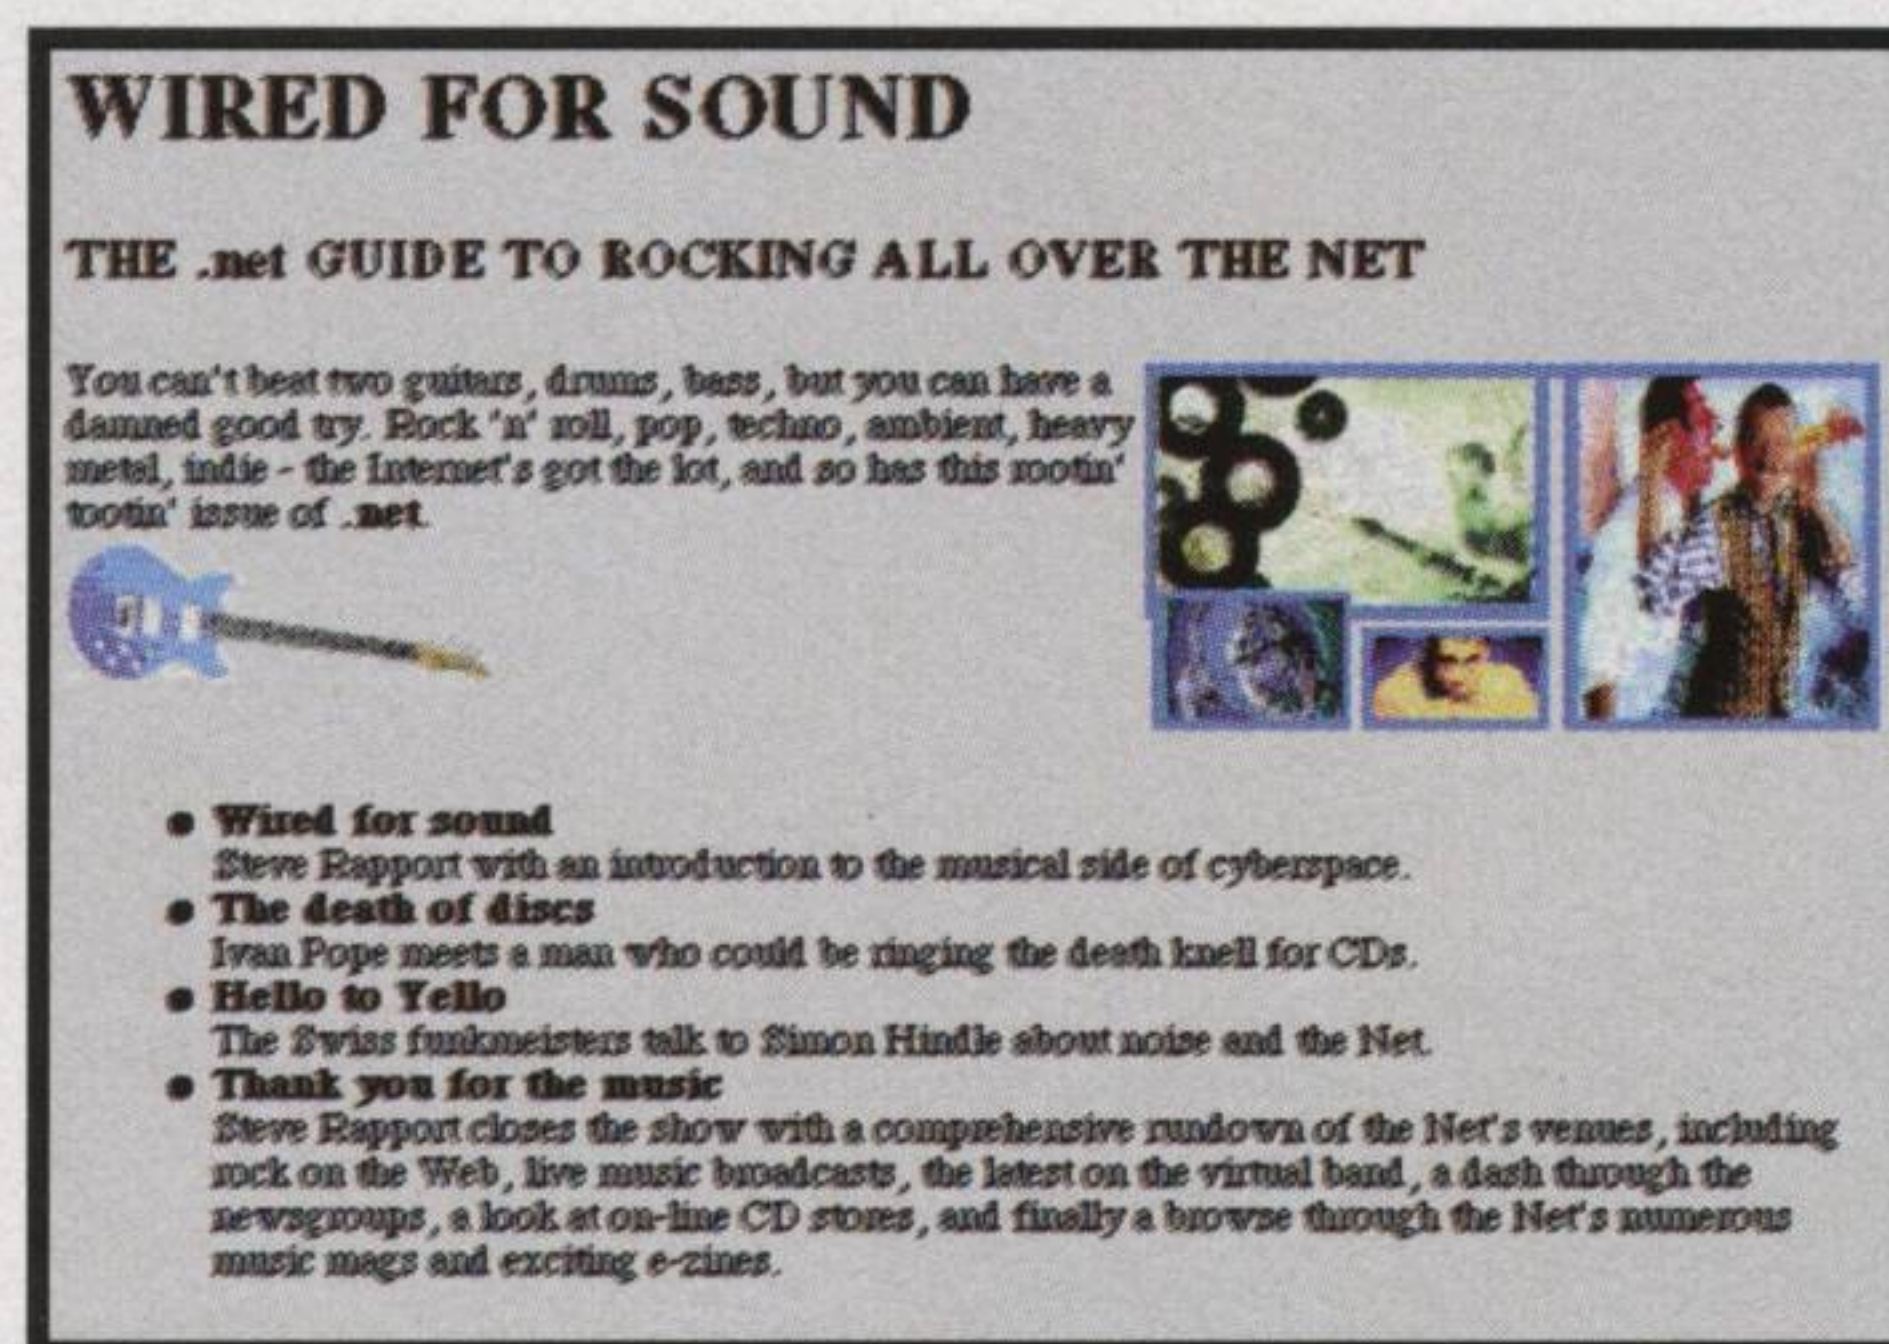 WIRED FOR SOUND
THE .net GUIDE TO ROCKING ALL OVER THE NET
You can't beat two guitars, drums, bass, but you can have a
damned good try. Rock 'n' roll, pop, techno, ambient, heavy
metal, indie - the Internet's got the lot, and so has this rootin'
tootin' issue of .net.
● Wired for sound
Steve Rapport with an introduction to the musical side of cyberspace.
● The death of discs
Ivan Pope meets a man who could be ringing the death knell for CDs.
● Hello to Yello
The Swiss funkmeisters talk to Simon Hindle about noise and the Net.
● Thank you for the music
Steve Rapport closes the show with a comprehensive rundown of the Net's venues, including
rock on the Web, live music broadcasts, the latest on the virtual band, a dash through the
newsgroups, a look at on-line CD stores, and finally a browse through the Net's numerous
music mags and exciting e-zines.